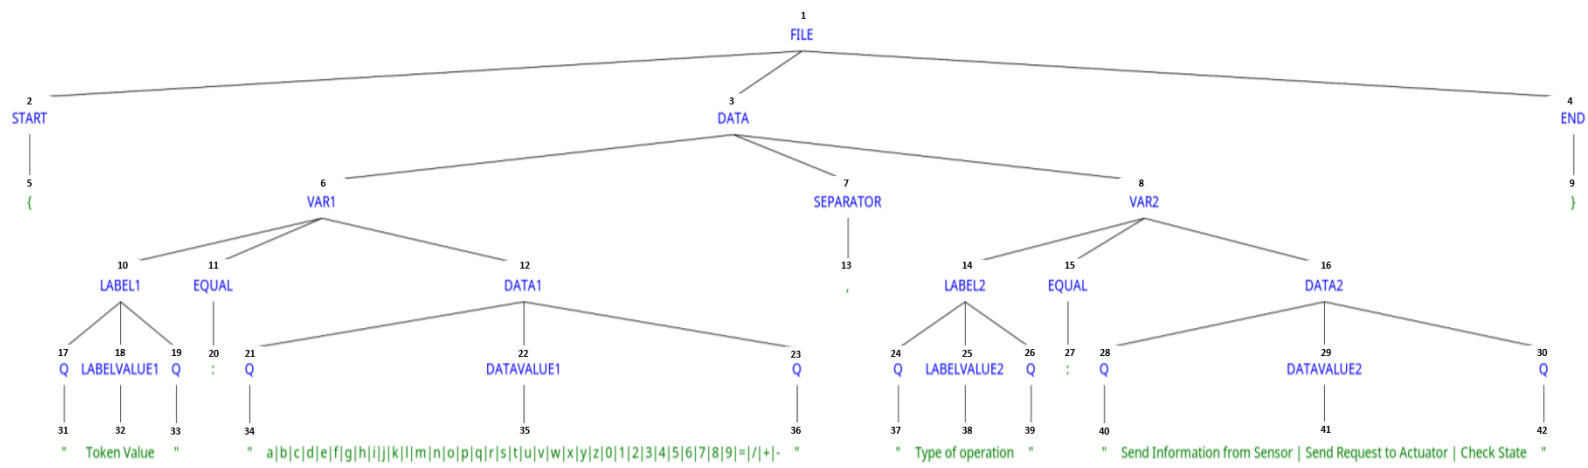 1
FILE
2 3 4
START DATA END
5 6 7 8 9
{ VAR1 SEPARATOR VAR2 }
10 11 12 13 14 15 16
LABEL1 EQUAL DATA1 , LABEL2 EQUAL DATA2
17 18 19 20 21 22 23 24 25 26 27 28 29 30
Q LABELVALUE1 Q : Q DATAVALUE1 Q Q LABELVALUE2 Q : Q DATAVALUE2 Q
31 32 33 34 35 36 37 38 39 40 41 42
" Token Value " " a|b|c|d|e|f|g|h|i|j|k|l|m|n|o|p|q|r|s|t|u|v|w|x|y|z|0|1|2|3|4|5|6|7|8|9|=|/|+|- " " Type of operation " " Send Information from Sensor | Send Request to Actuator | Check State "